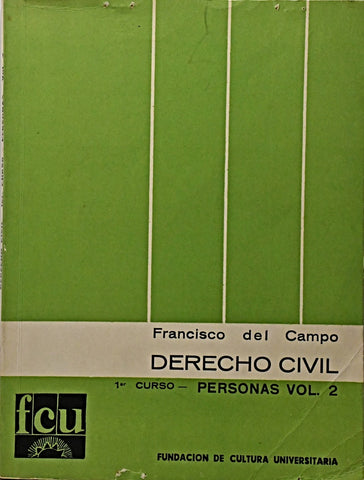 Francisco del Campo
DERECHO CIVIL
1er CURSO — PERSONAS VOL. 2
fcu
FUNDACION DE CULTURA UNIVERSITARIA